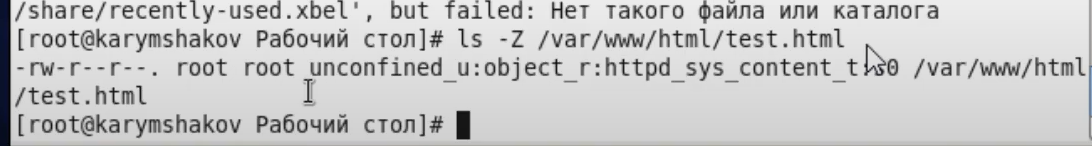 /share/recently-used.xbel', but failed: Нет такого файла или каталога
[root@karymshakov Рабочий стол]# ls -Z /var/www/html/test.html
-rw-r--r--. root root unconfined_u:object_r:httpd_sys_content_t:s0 /var/www/html
/test.html
[root@karymshakov Рабочий стол]#